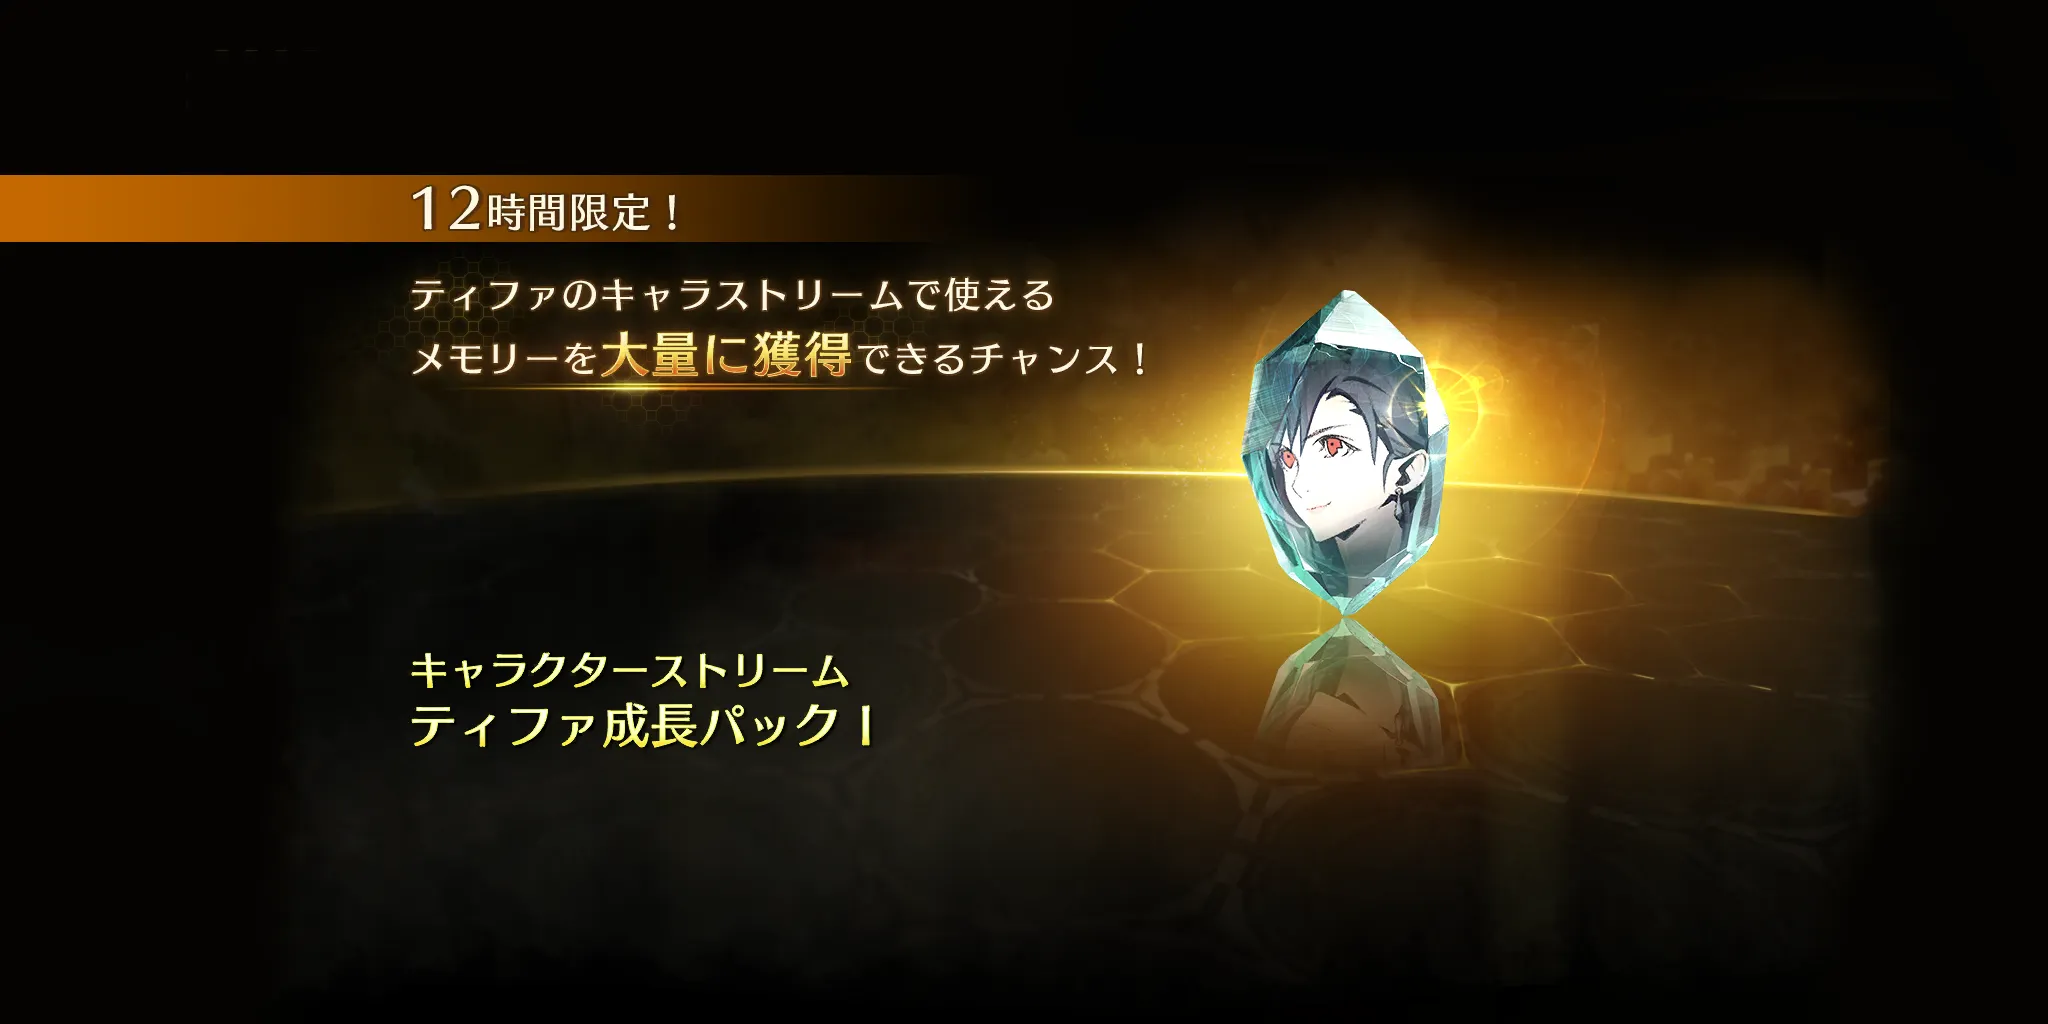 12時間限定！
ティファのキャラストリームで使える
メモリーを大量に獲得できるチャンス！
キャラクターストリーム
ティファ成長パックⅠ